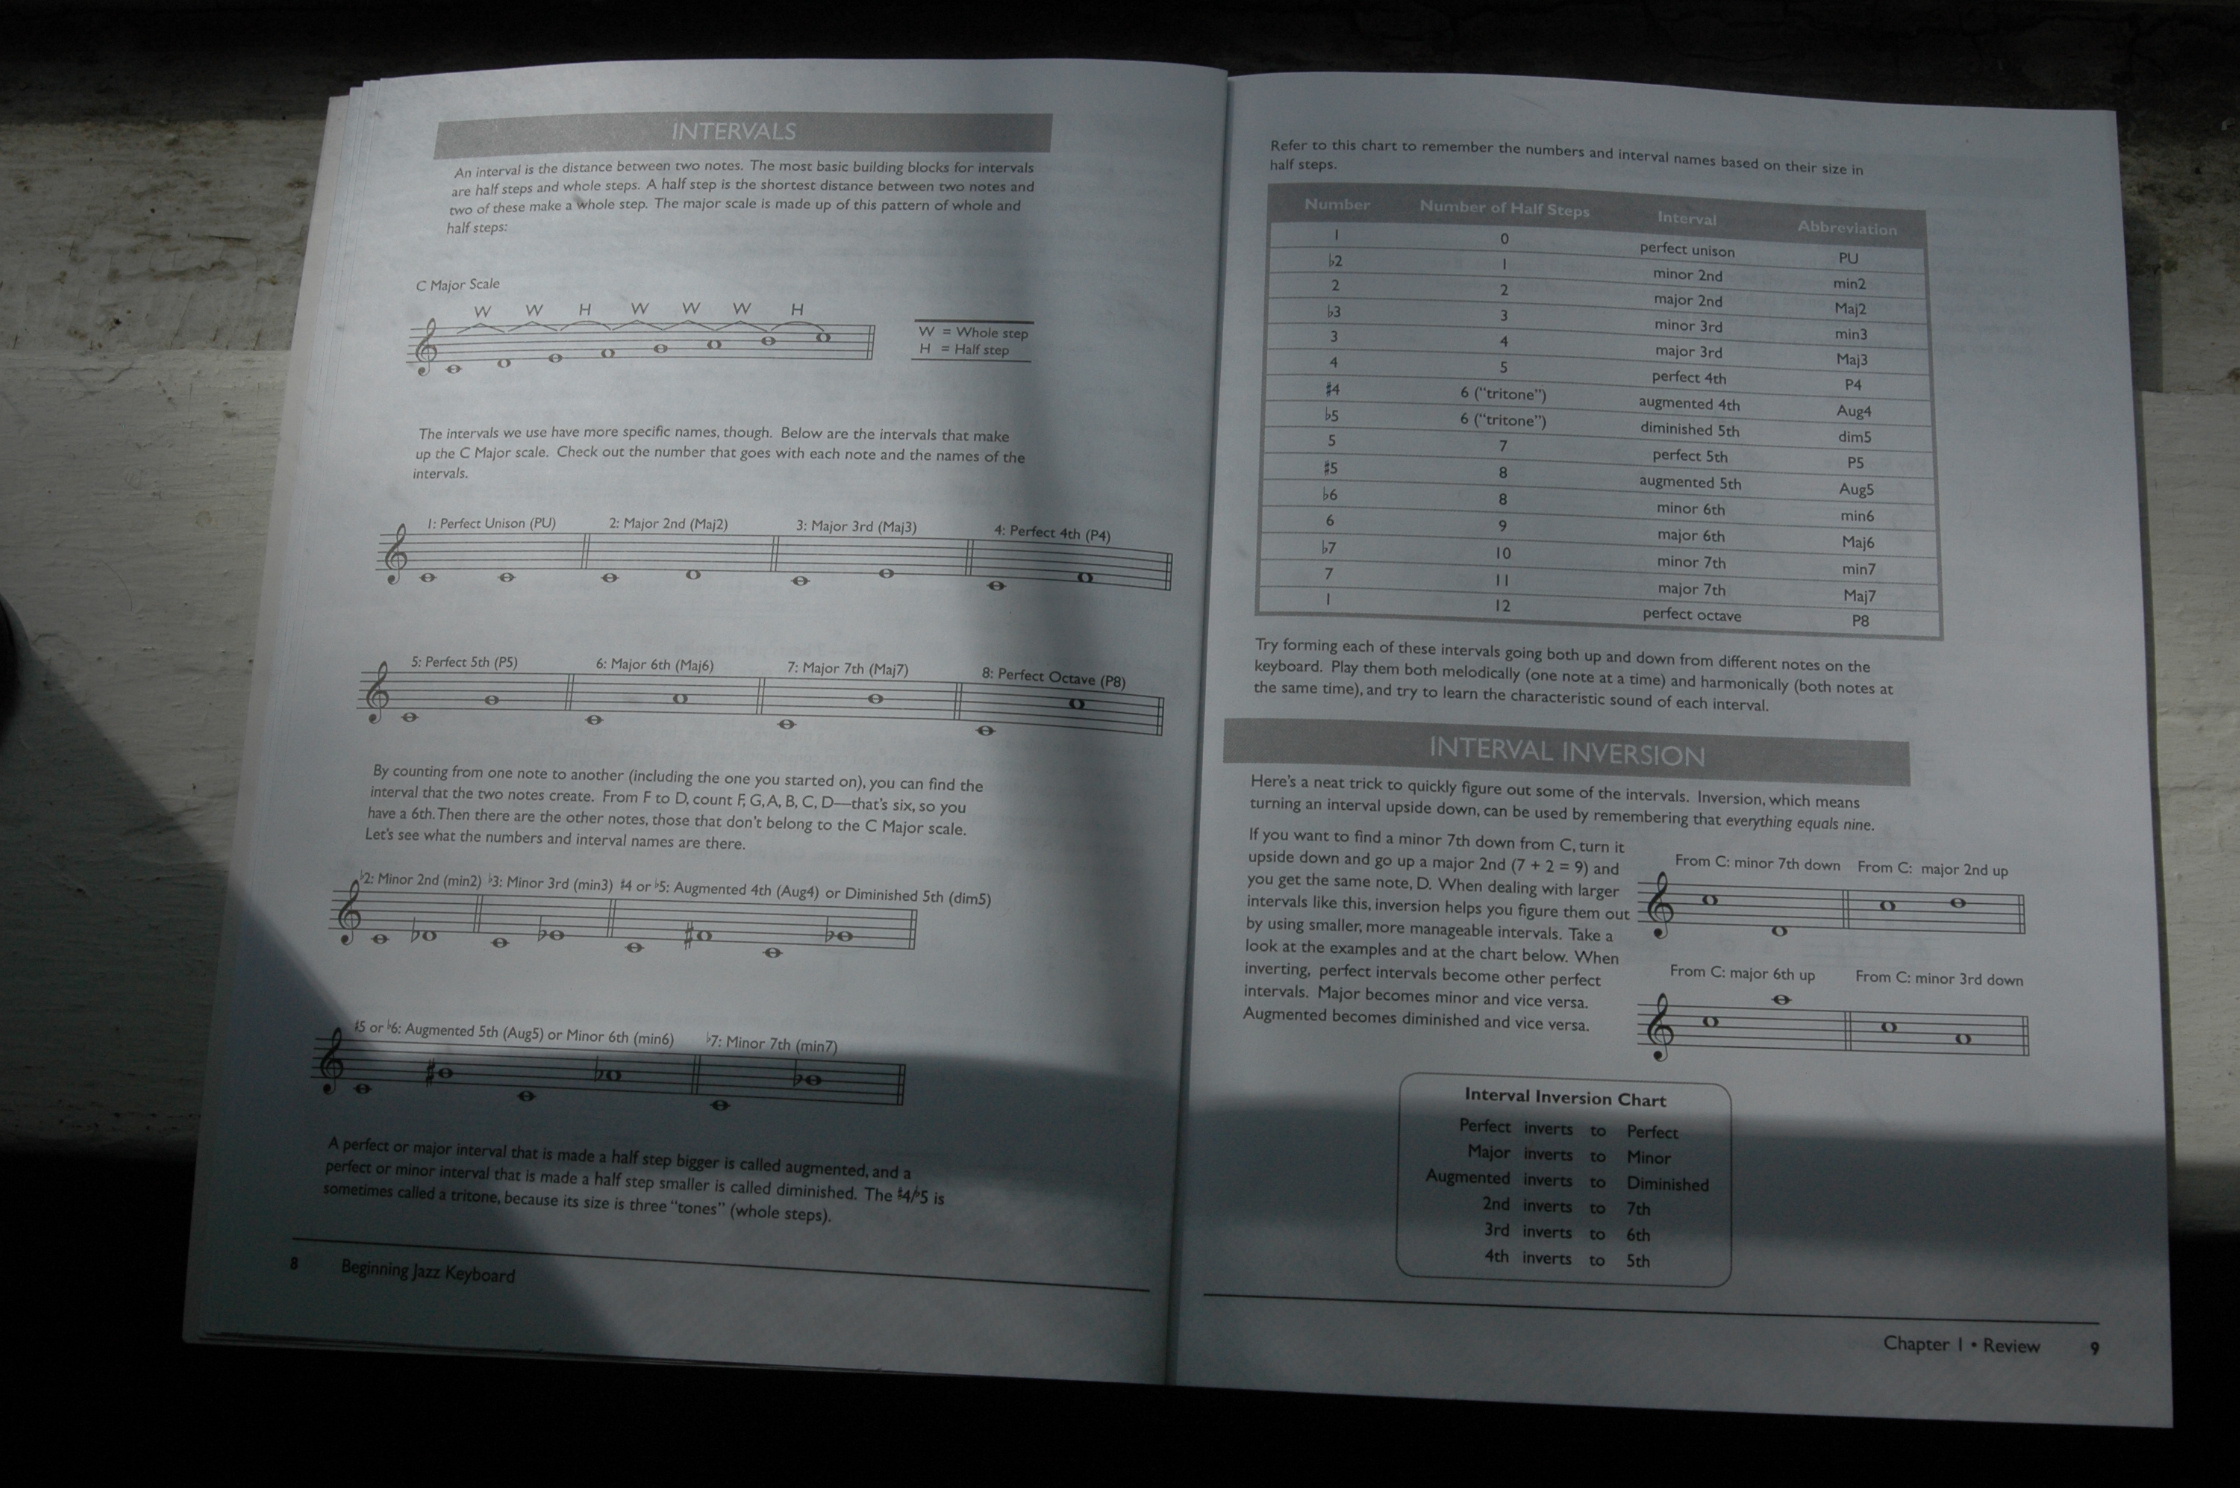 INTERVALS
An interval is the distance between two notes. The most basic building blocks for intervals
are half steps and whole steps. A half step is the shortest distance between two notes and
two of these make a whole step. The major scale is made up of this pattern of whole and
half steps:
C Major Scale
W W H W W W H
W = Whole step
H = Half step
The intervals we use have more specific names, though. Below are the intervals that make
up the C Major scale. Check out the number that goes with each note and the names of the
intervals.
1: Perfect Unison (PU) 2: Major 2nd (Maj2) 3: Major 3rd (Maj3) 4: Perfect 4th (P4)
5: Perfect 5th (P5) 6: Major 6th (Maj6) 7: Major 7th (Maj7) 8: Perfect Octave (P8)
By counting from one note to another (including the one you started on), you can find the
interval that the two notes create. From F to D, count F, G, A, B, C, D—that's six, so you
have a 6th. Then there are the other notes, those that don't belong to the C Major scale.
Let's see what the numbers and interval names are there.
♭2: Minor 2nd (min2) ♭3: Minor 3rd (min3) ♯4 or ♭5: Augmented 4th (Aug4) or Diminished 5th (dim5)
♯5 or ♭6: Augmented 5th (Aug5) or Minor 6th (min6) ♭7: Minor 7th (min7)
A perfect or major interval that is made a half step bigger is called augmented, and a
perfect or minor interval that is made a half step smaller is called diminished. The ♯4/♭5 is
sometimes called a tritone, because its size is three "tones" (whole steps).
8 Beginning Jazz Keyboard
Refer to this chart to remember the numbers and interval names based on their size in
half steps.
Number Number of Half Steps Interval Abbreviation
1 0 perfect unison PU
♭2 1 minor 2nd min2
2 2 major 2nd Maj2
♭3 3 minor 3rd min3
3 4 major 3rd Maj3
4 5 perfect 4th P4
♯4 6 ("tritone") augmented 4th Aug4
♭5 6 ("tritone") diminished 5th dim5
5 7 perfect 5th P5
♯5 8 augmented 5th Aug5
♭6 8 minor 6th min6
6 9 major 6th Maj6
♭7 10 minor 7th min7
7 11 major 7th Maj7
1 12 perfect octave P8
Try forming each of these intervals going both up and down from different notes on the
keyboard. Play them both melodically (one note at a time) and harmonically (both notes at
the same time), and try to learn the characteristic sound of each interval.
INTERVAL INVERSION
Here's a neat trick to quickly figure out some of the intervals. Inversion, which means
turning an interval upside down, can be used by remembering that everything equals nine.
If you want to find a minor 7th down from C, turn it
upside down and go up a major 2nd (7 + 2 = 9) and
you get the same note, D. When dealing with larger
intervals like this, inversion helps you figure them out
by using smaller, more manageable intervals. Take a
look at the examples and at the chart below. When
inverting, perfect intervals become other perfect
intervals. Major becomes minor and vice versa.
Augmented becomes diminished and vice versa.
From C: minor 7th down From C: major 2nd up
From C: major 6th up From C: minor 3rd down
Interval Inversion Chart
Perfect inverts to Perfect
Major inverts to Minor
Augmented inverts to Diminished
2nd inverts to 7th
3rd inverts to 6th
4th inverts to 5th
Chapter 1 • Review 9